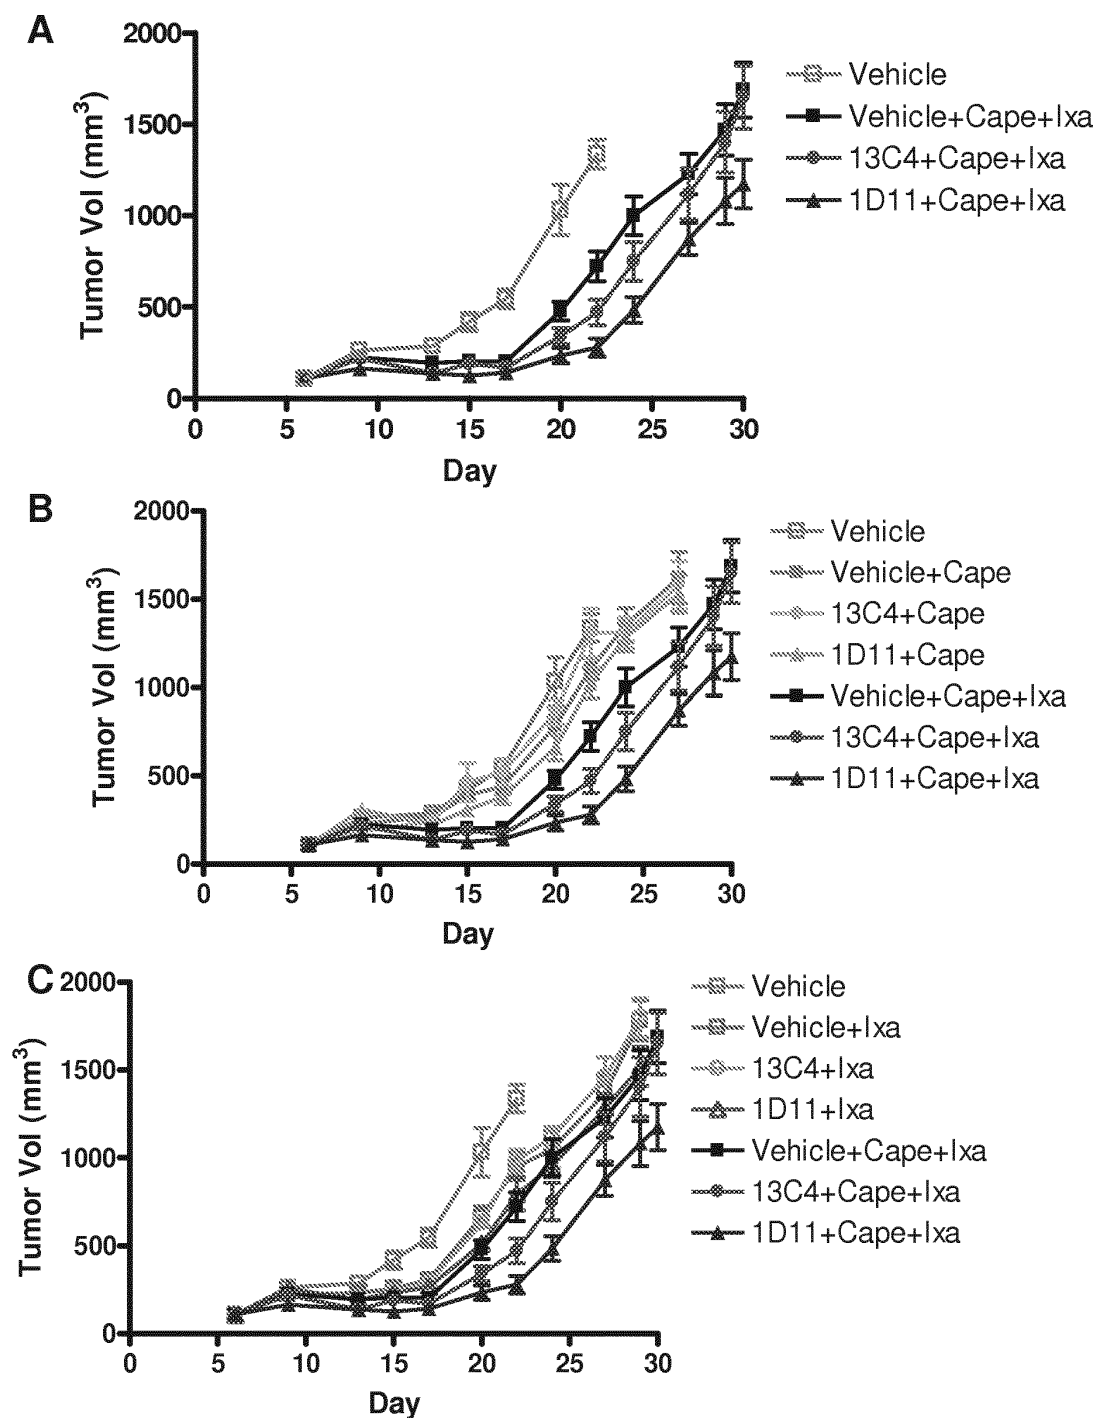 A
2000
1500
1000
500
0
Tumor Vol (mm3)
0 5 10 15 20 25 30
Day
Vehicle
Vehicle+Cape+Ixa
13C4+Cape+Ixa
1D11+Cape+Ixa
B
2000
1500
1000
500
0
Tumor Vol (mm3)
0 5 10 15 20 25 30
Day
Vehicle
Vehicle+Cape
13C4+Cape
1D11+Cape
Vehicle+Cape+Ixa
13C4+Cape+Ixa
1D11+Cape+Ixa
C
2000
1500
1000
500
0
Tumor Vol (mm3)
0 5 10 15 20 25 30
Day
Vehicle
Vehicle+Ixa
13C4+Ixa
1D11+Ixa
Vehicle+Cape+Ixa
13C4+Cape+Ixa
1D11+Cape+Ixa